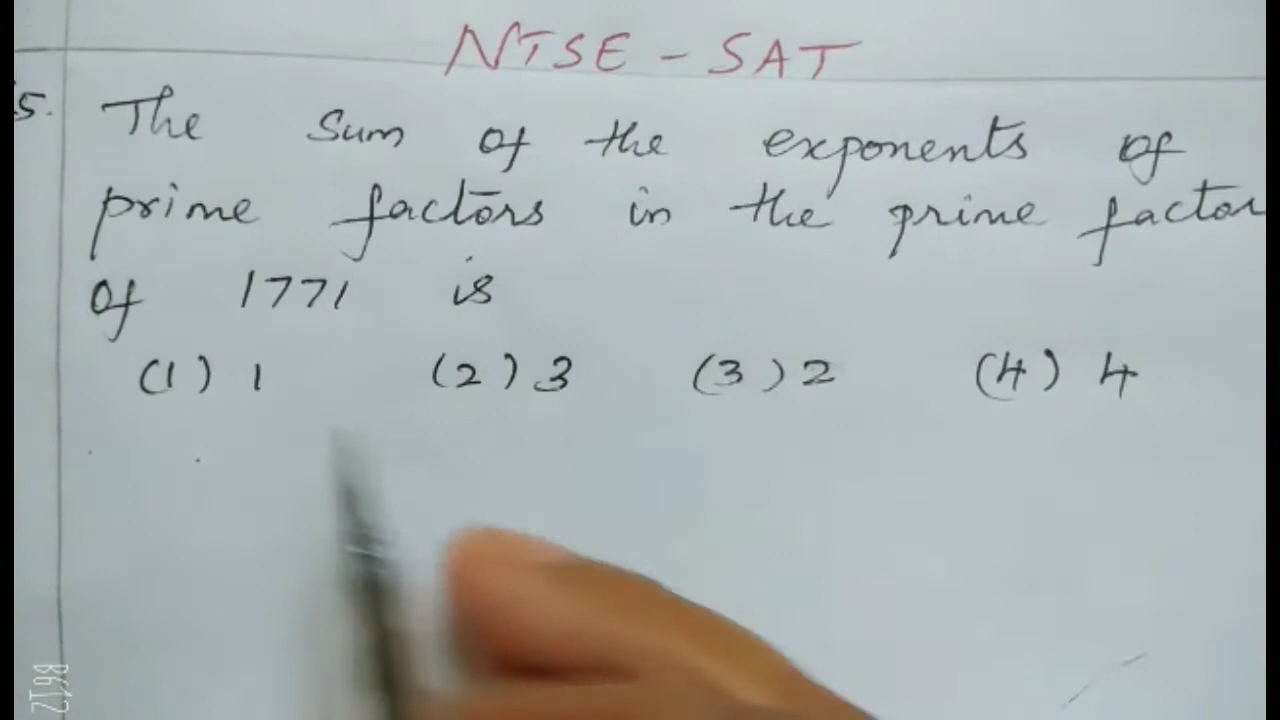 NTSE - SAT
5. The sum of the exponents of
prime factors in the prime factor
of 1771 is
(1) 1 (2) 3 (3) 2 (4) 4